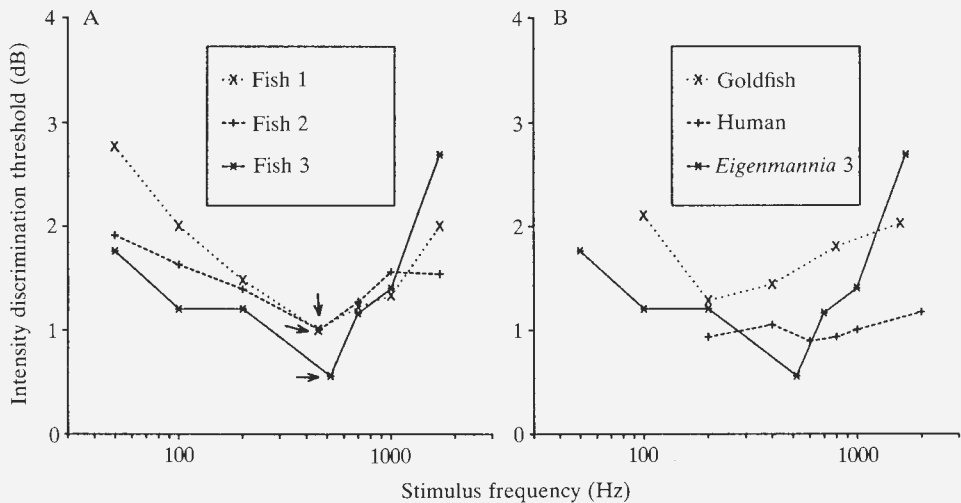 A
B
Intensity discrimination threshold (dB)
4
3
2
1
0
Fish 1
Fish 2
Fish 3
Goldfish
Human
Eigenmannia 3
4
3
2
1
0
100
1000
100
1000
Stimulus frequency (Hz)